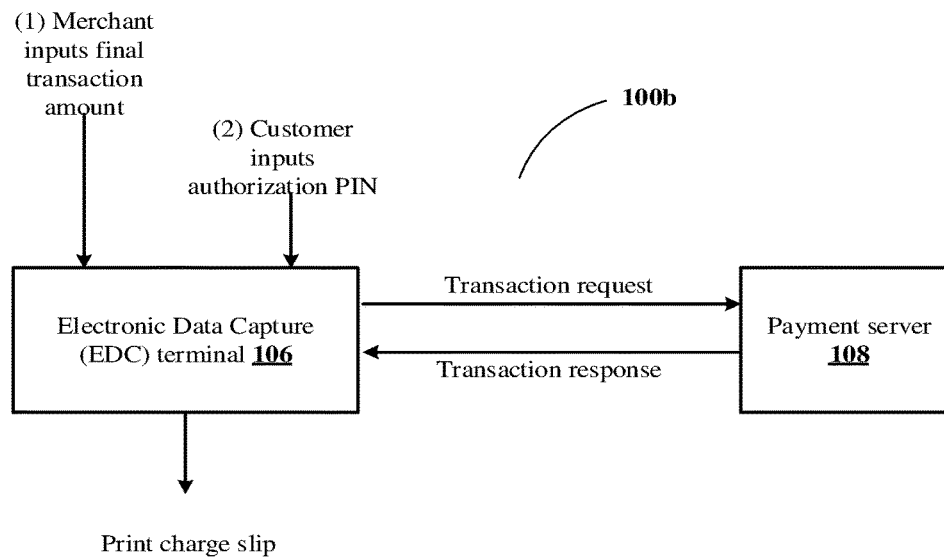 (1) Merchant
inputs final
transaction
amount
100b
(2) Customer
inputs
authorization PIN
Transaction request
Electronic Data Capture
(EDC) terminal 106
Payment server
108
Transaction response
Print charge slip